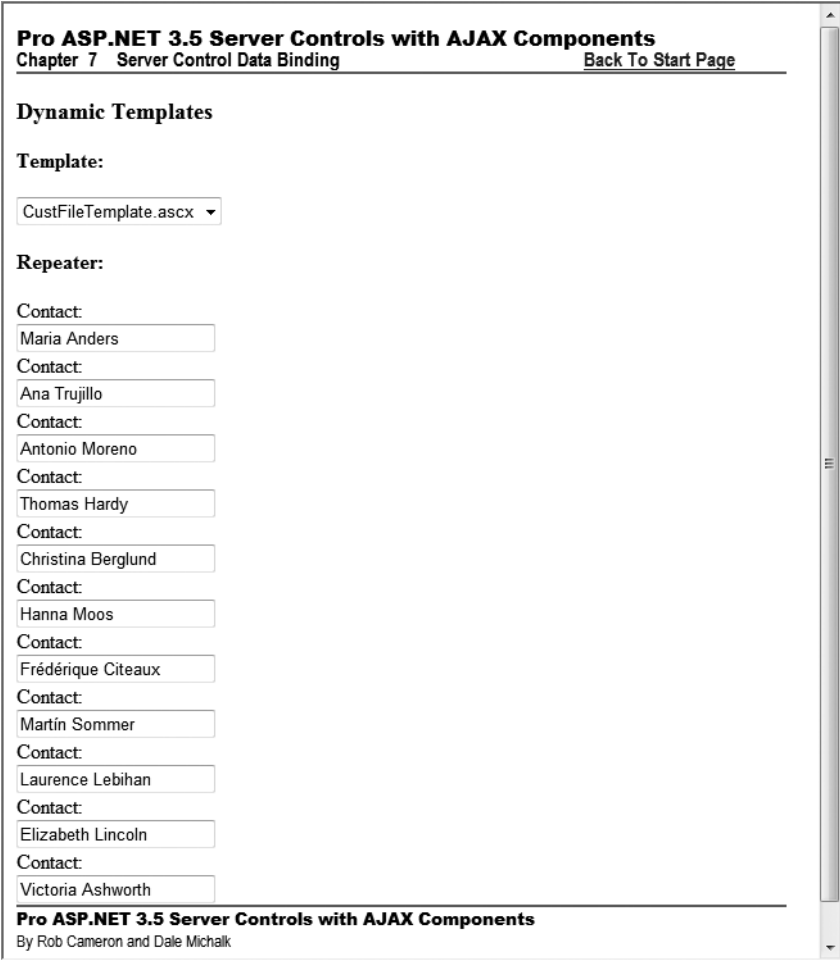 Pro ASP.NET 3.5 Server Controls with AJAX Components
Chapter 7 Server Control Data Binding Back To Start Page
Dynamic Templates
Template:
CustFileTemplate.ascx
Repeater:
Contact:
Maria Anders
Contact:
Ana Trujillo
Contact:
Antonio Moreno
Contact:
Thomas Hardy
Contact:
Christina Berglund
Contact:
Hanna Moos
Contact:
Frédérique Citeaux
Contact:
Martín Sommer
Contact:
Laurence Lebihan
Contact:
Elizabeth Lincoln
Contact:
Victoria Ashworth
Pro ASP.NET 3.5 Server Controls with AJAX Components
By Rob Cameron and Dale Michalk